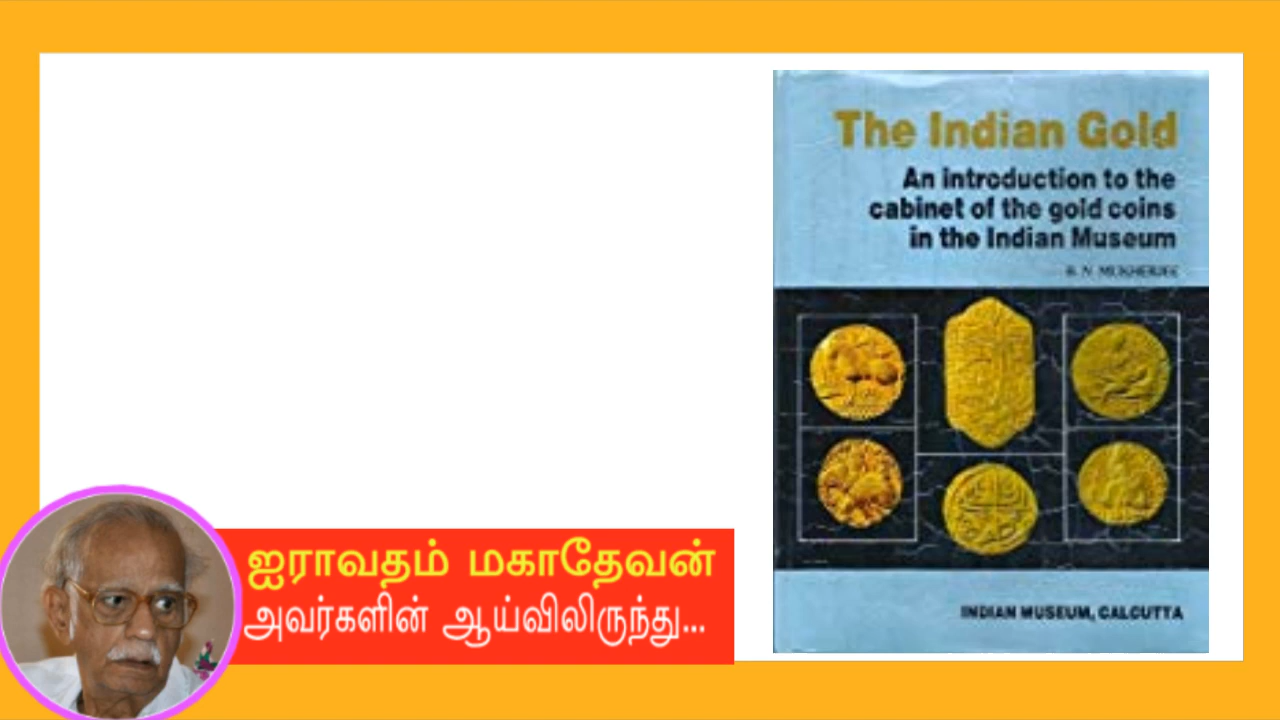 The Indian Gold
An introduction to the
cabinet of the gold coins
in the Indian Museum
B. N. MUKHERJEE
INDIAN MUSEUM, CALCUTTA
ஐராவதம் மகாதேவன்
அவர்களின் ஆய்விலிருந்து...